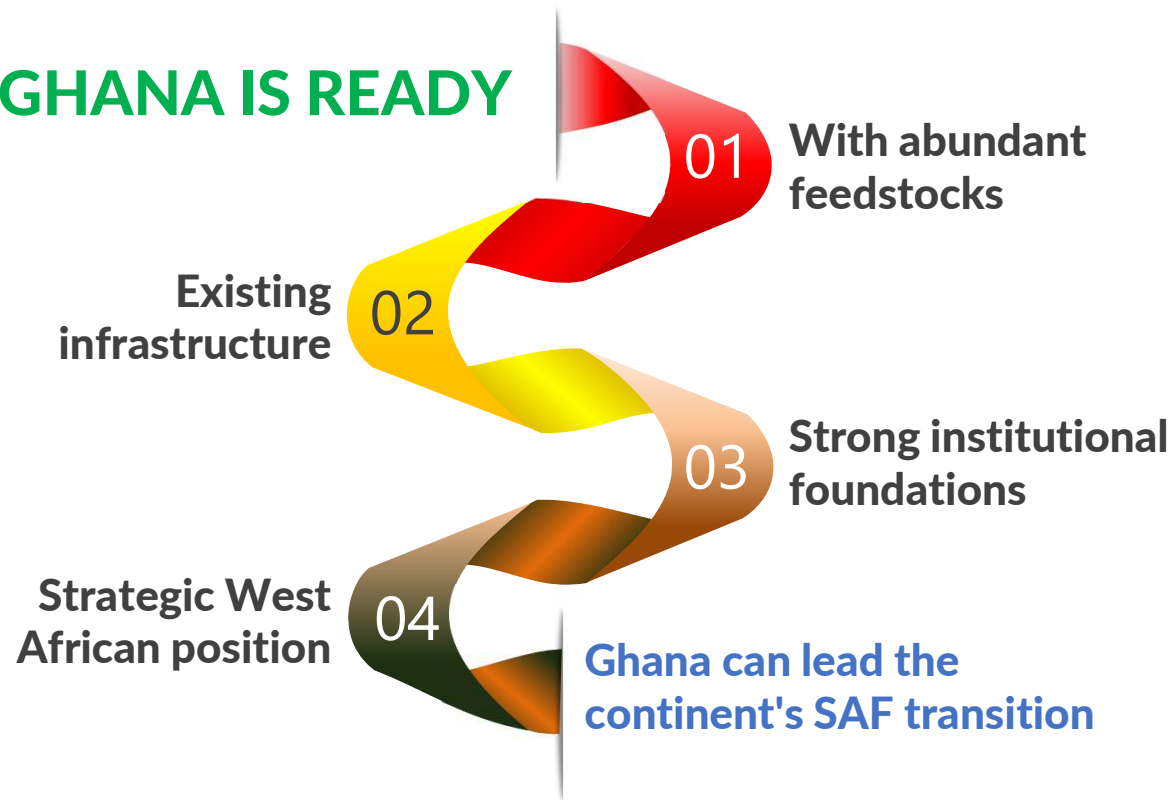 GHANA IS READY
01
With abundant
feedstocks
02
Existing
infrastructure
03
Strong institutional
foundations
04
Strategic West
African position
Ghana can lead the
continent's SAF transition